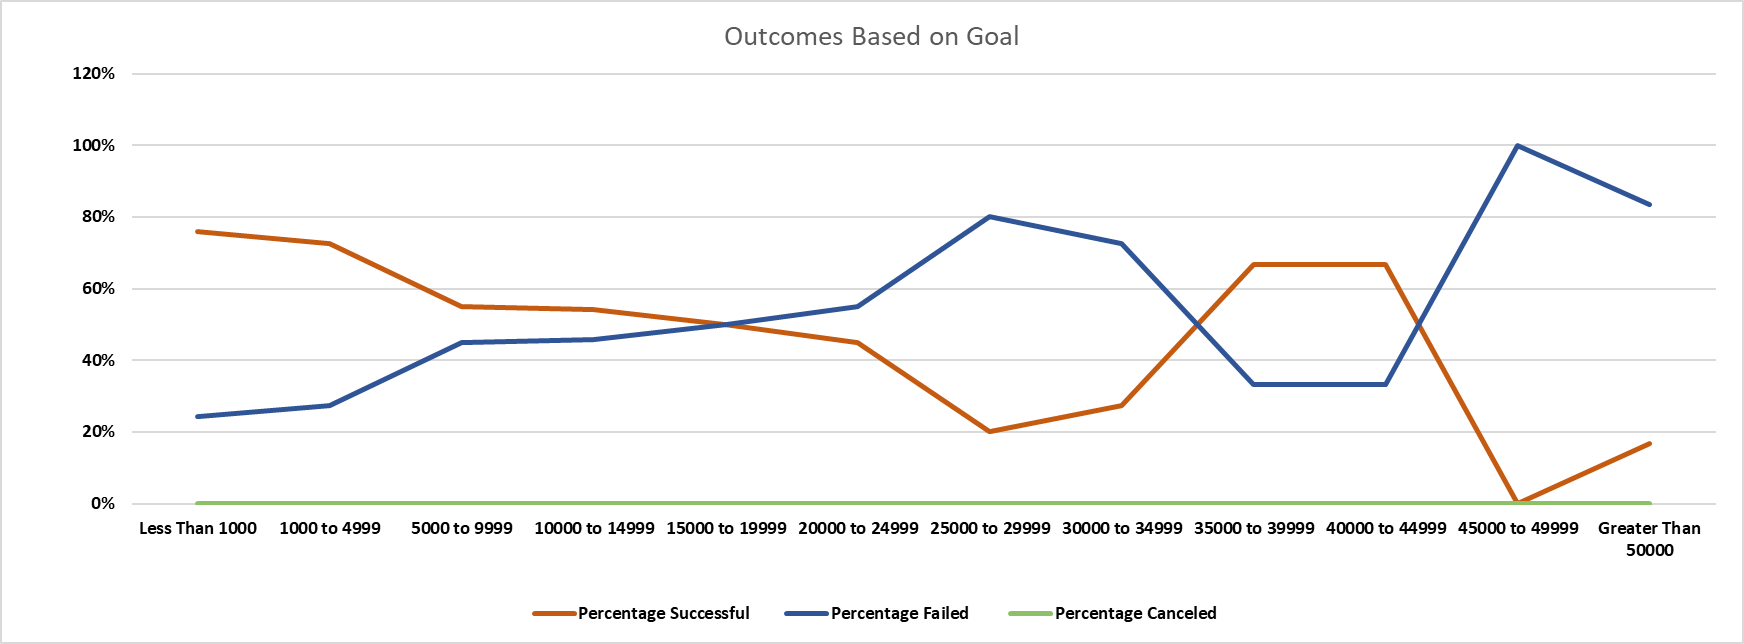 Outcomes Based on Goal
120%
100%
80%
60%
40%
20%
0%
Less Than 1000 1000 to 4999 5000 to 9999 10000 to 14999 15000 to 19999 20000 to 24999 25000 to 29999 30000 to 34999 35000 to 39999 40000 to 44999 45000 to 49999 Greater Than
50000
Percentage Successful Percentage Failed Percentage Canceled